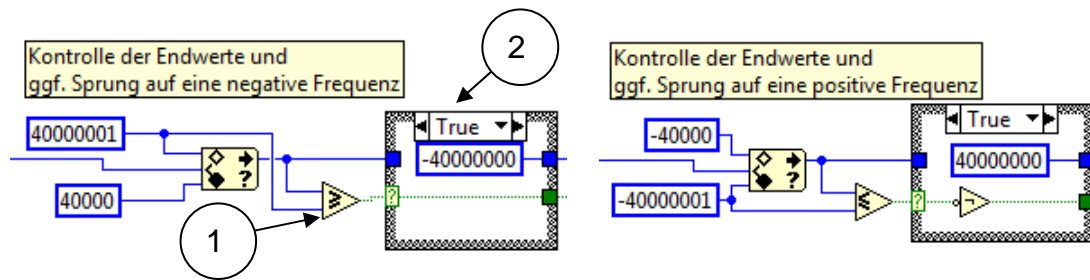 Kontrolle der Endwerte und
ggf. Sprung auf eine negative Frequenz
2
40000001
True
-40000000
40000
?
?
≥
1
Kontrolle der Endwerte und
ggf. Sprung auf eine positive Frequenz
-40000
True
40000000
-40000001
?
?
≤
¬